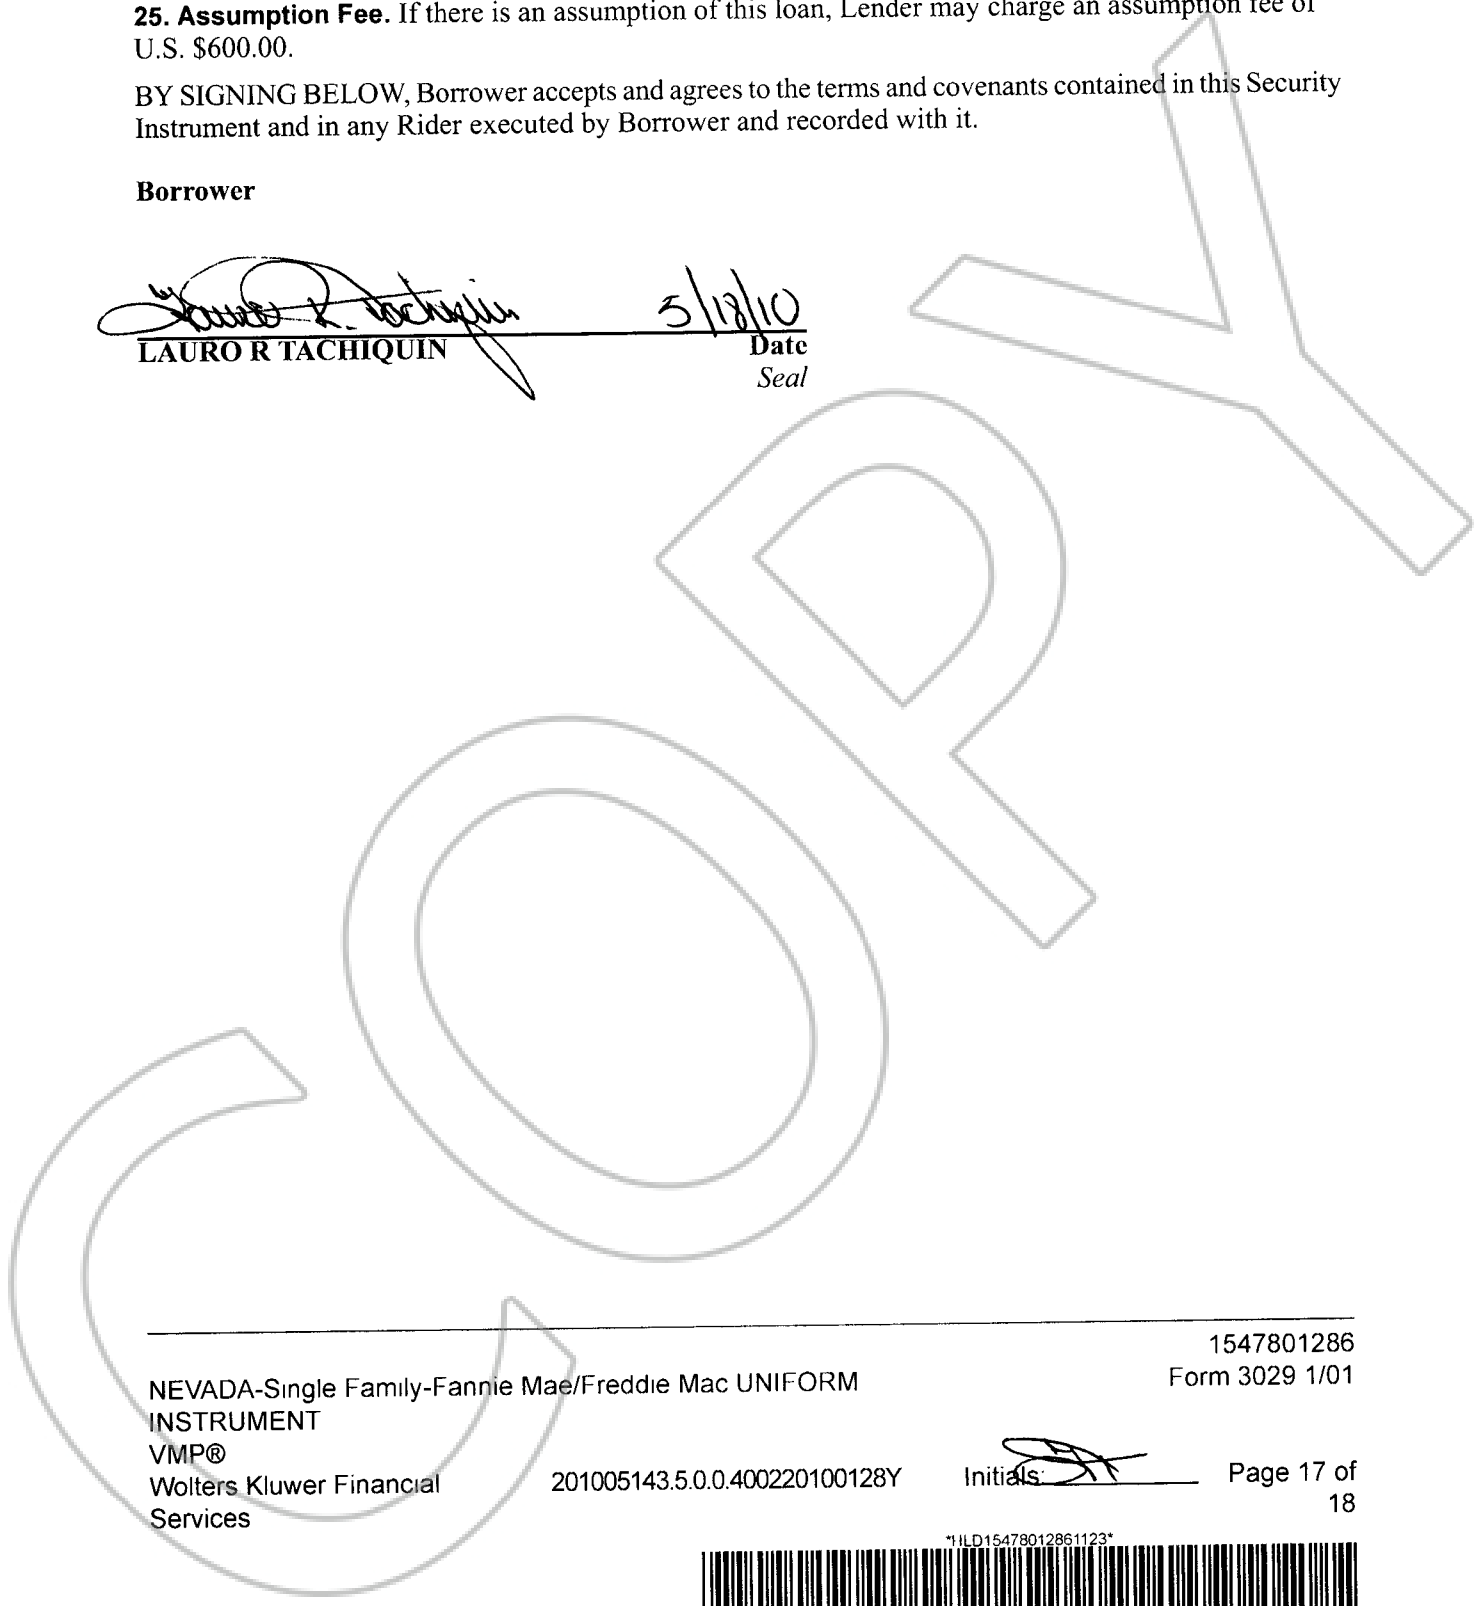 25. Assumption Fee. If there is an assumption of this loan, Lender may charge an assumption fee of
U.S. $600.00.
BY SIGNING BELOW, Borrower accepts and agrees to the terms and covenants contained in this Security
Instrument and in any Rider executed by Borrower and recorded with it.
Borrower
Lauro R. Tachiquin 5/18/10
LAURO R TACHIQUIN Date
Seal
COPY
1547801286
NEVADA-Single Family-Fannie Mae/Freddie Mac UNIFORM Form 3029 1/01
INSTRUMENT
VMP®
Wolters Kluwer Financial 201005143.5.0.0.400220100128Y Initials: Page 17 of
Services 18
*HLD15478012861123*